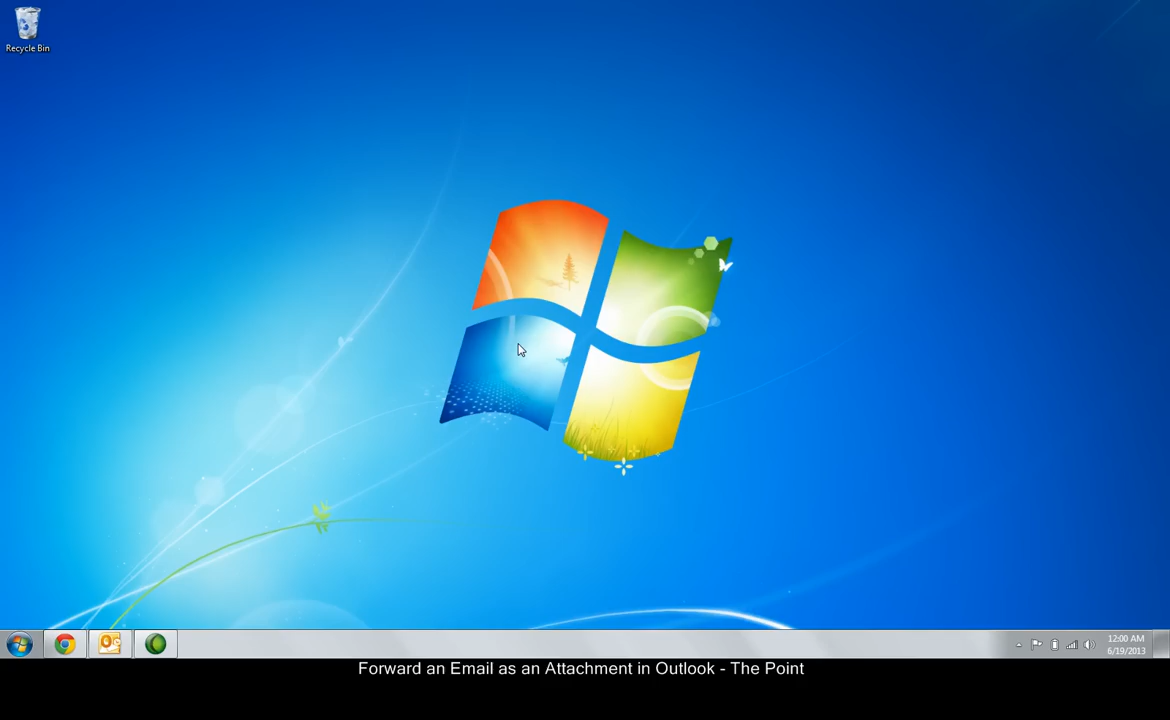 Recycle Bin
12:00 AM
6/19/2013
Forward an Email as an Attachment in Outlook - The Point